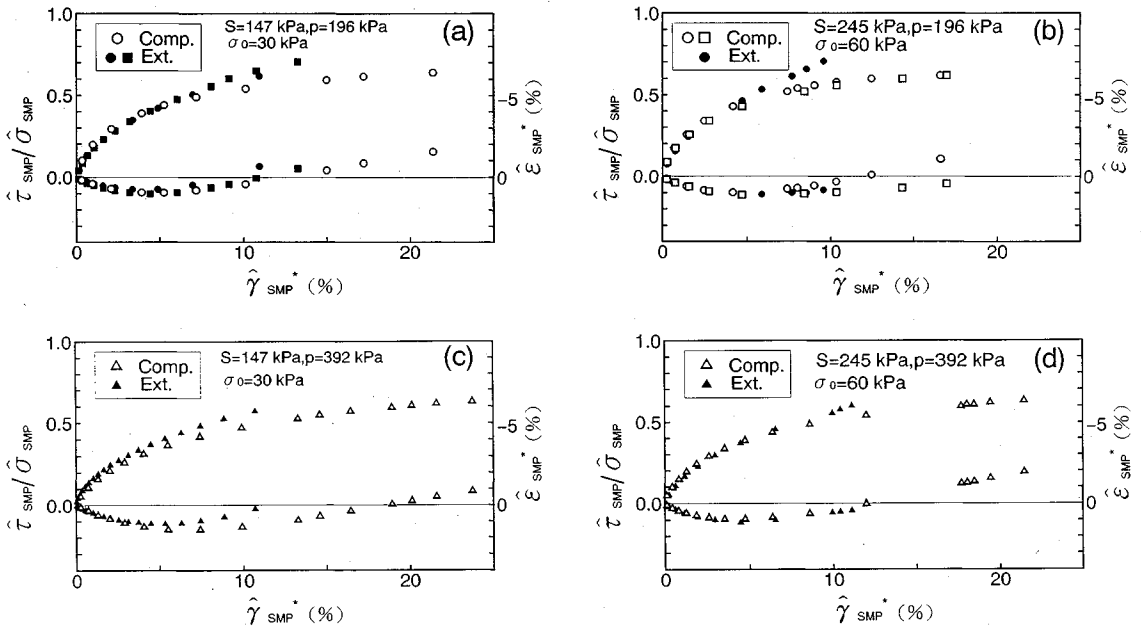 1.0
(a)
S=147 kPa,p=196 kPa
σ₀=30 kPa
Comp.
Ext.
0.5
0.0
-5
0
τ̂ SMP/σ̂ SMP
ε̂ SMP* (%)
0 10 20
γ̂ SMP* (%)
1.0
(b)
S=245 kPa,p=196 kPa
σ₀=60 kPa
Comp.
Ext.
0.5
0.0
-5
0
τ̂ SMP/σ̂ SMP
ε̂ SMP* (%)
0 10 20
γ̂ SMP* (%)
1.0
(c)
S=147 kPa,p=392 kPa
σ₀=30 kPa
Comp.
Ext.
0.5
0.0
-5
0
τ̂ SMP/σ̂ SMP
ε̂ SMP* (%)
0 10 20
γ̂ SMP* (%)
1.0
(d)
S=245 kPa,p=392 kPa
σ₀=60 kPa
Comp.
Ext.
0.5
0.0
-5
0
τ̂ SMP/σ̂ SMP
ε̂ SMP* (%)
0 10 20
γ̂ SMP* (%)